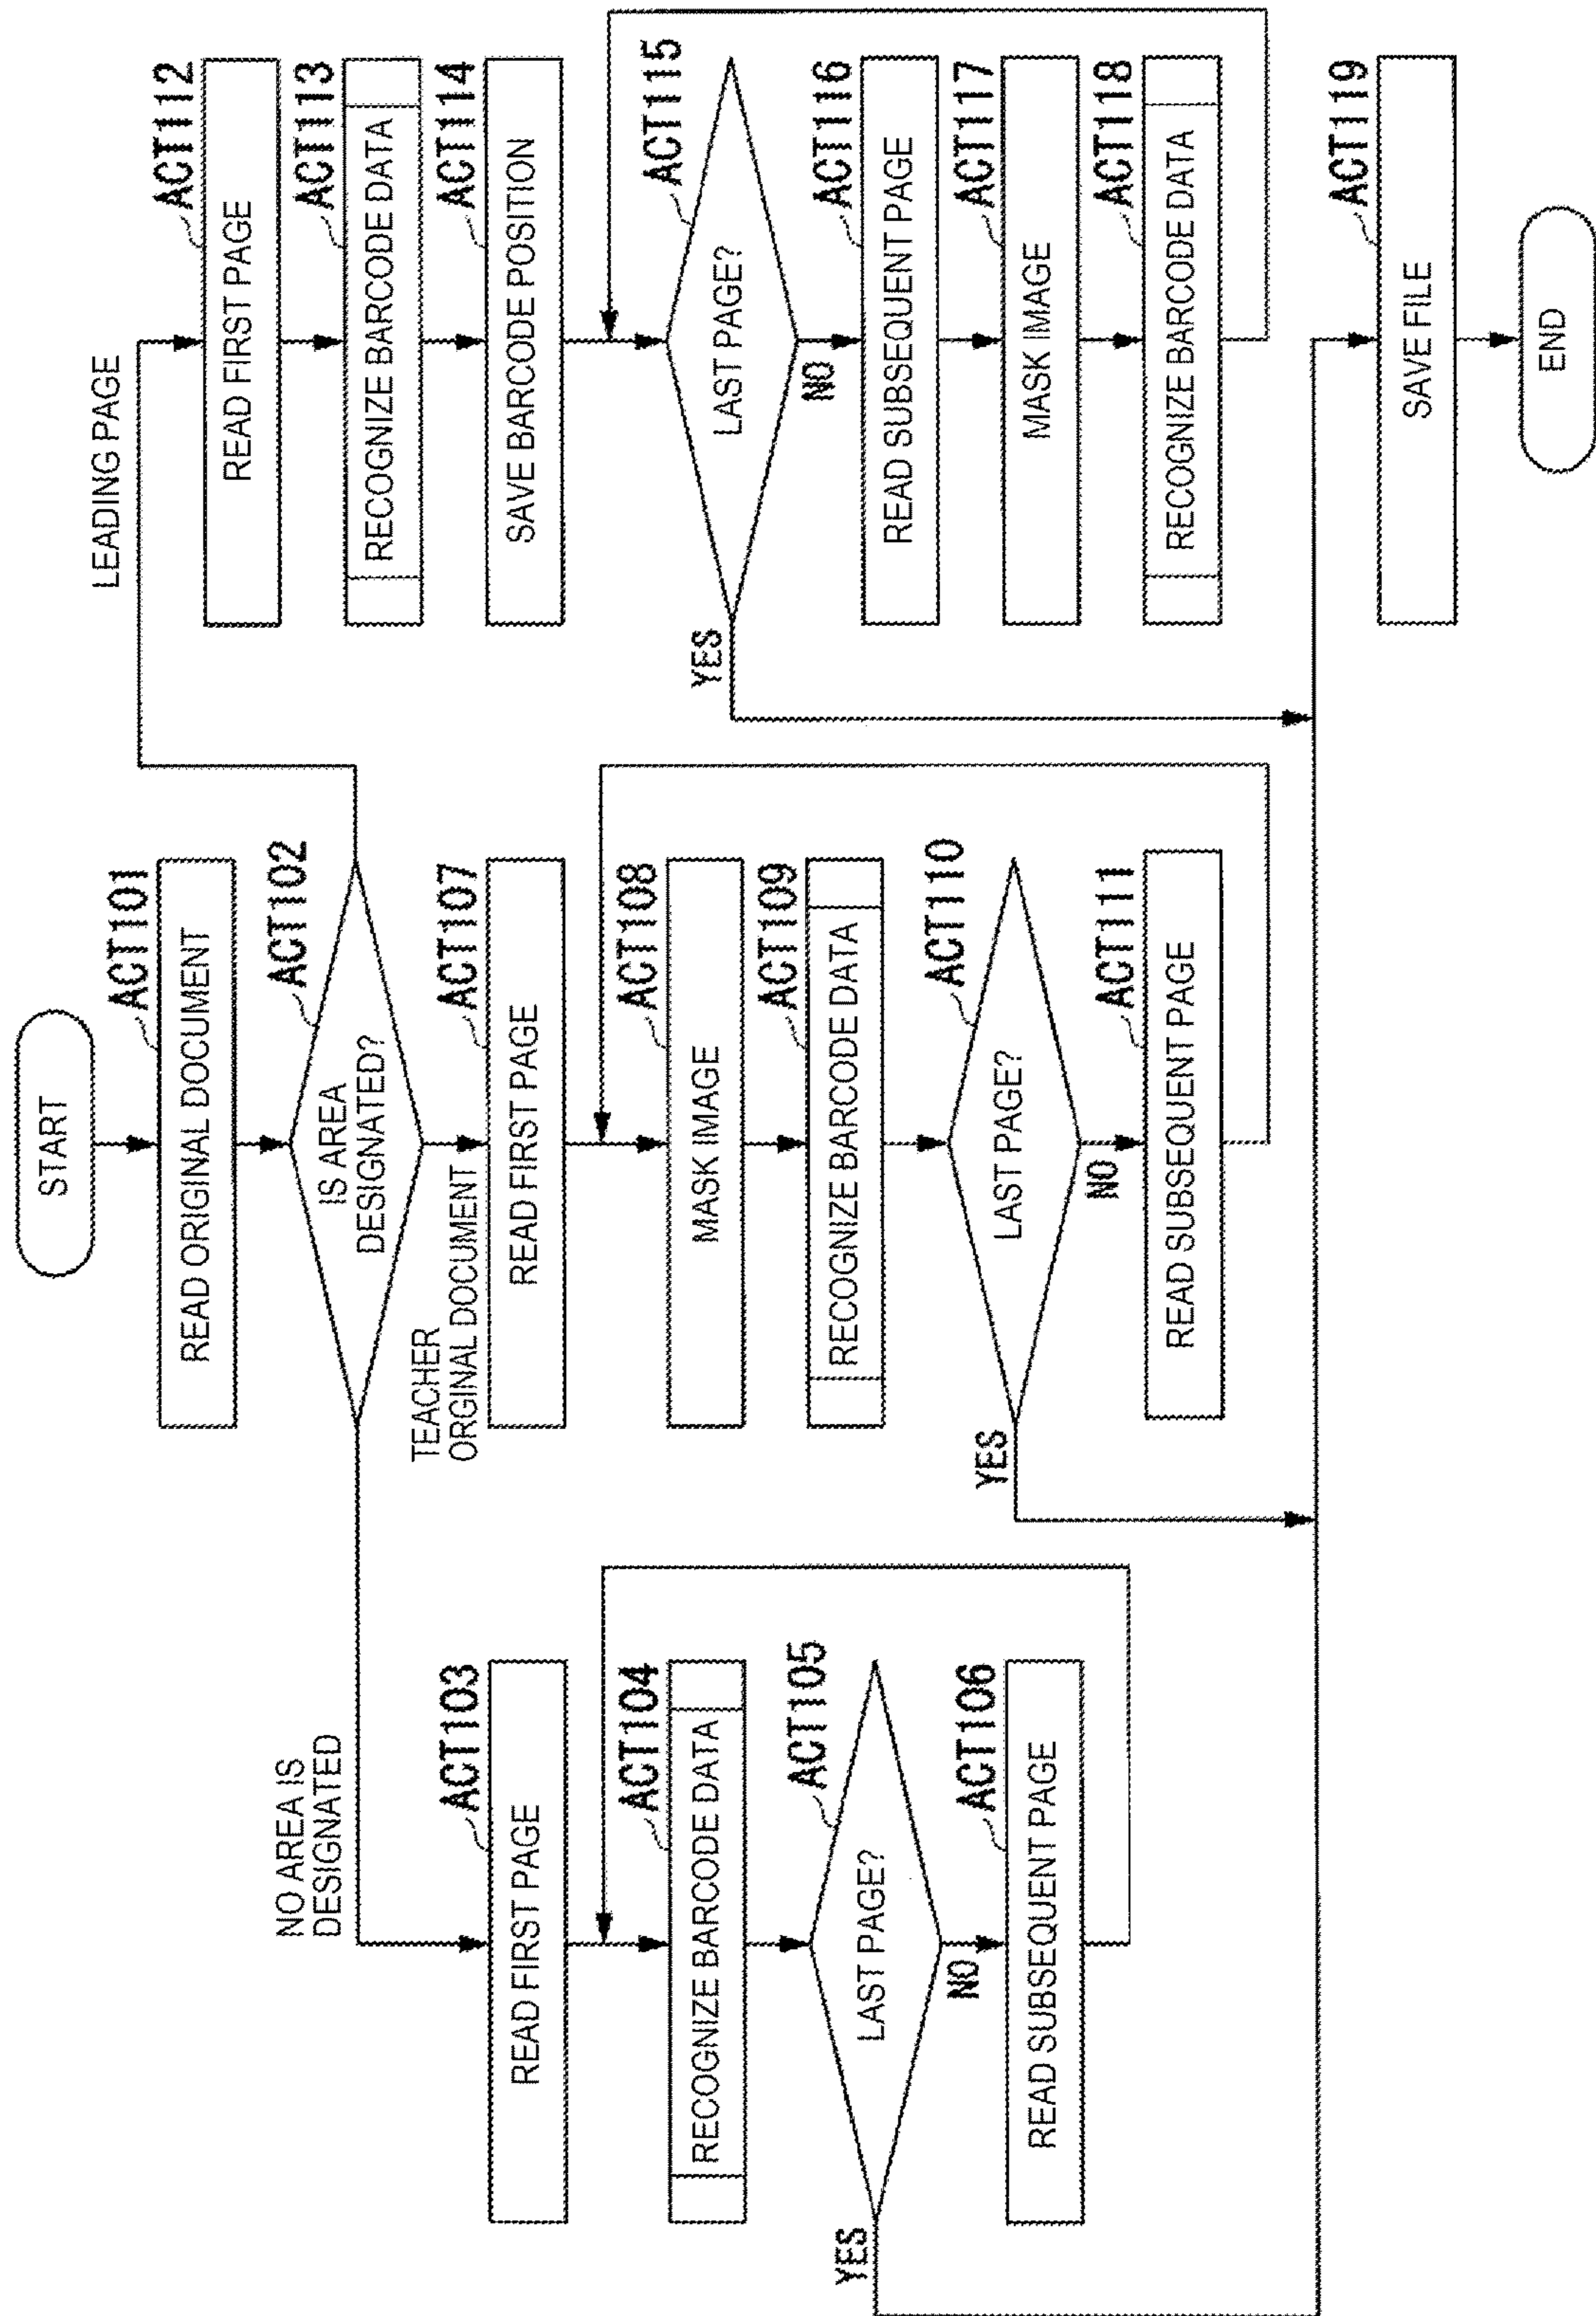 START
ACT101
READ ORIGINAL DOCUMENT
ACT102
IS AREA
DESIGNATED?
NO AREA IS
DESIGNATED
ACT103
READ FIRST PAGE
ACT104
RECOGNIZE BARCODE DATA
ACT105
LAST PAGE?
YES
NO
ACT106
READ SUBSEQUENT PAGE
TEACHER
ORGINAL DOCUMENT
ACT107
READ FIRST PAGE
ACT108
MASK IMAGE
ACT109
RECOGNIZE BARCODE DATA
ACT110
LAST PAGE?
YES
NO
ACT111
READ SUBSEQUENT PAGE
LEADING PAGE
ACT112
READ FIRST PAGE
ACT113
RECOGNIZE BARCODE DATA
ACT114
SAVE BARCODE POSITION
ACT115
LAST PAGE?
YES
NO
ACT116
READ SUBSEQUENT PAGE
ACT117
MASK IMAGE
ACT118
RECOGNIZE BARCODE DATA
ACT119
SAVE FILE
END